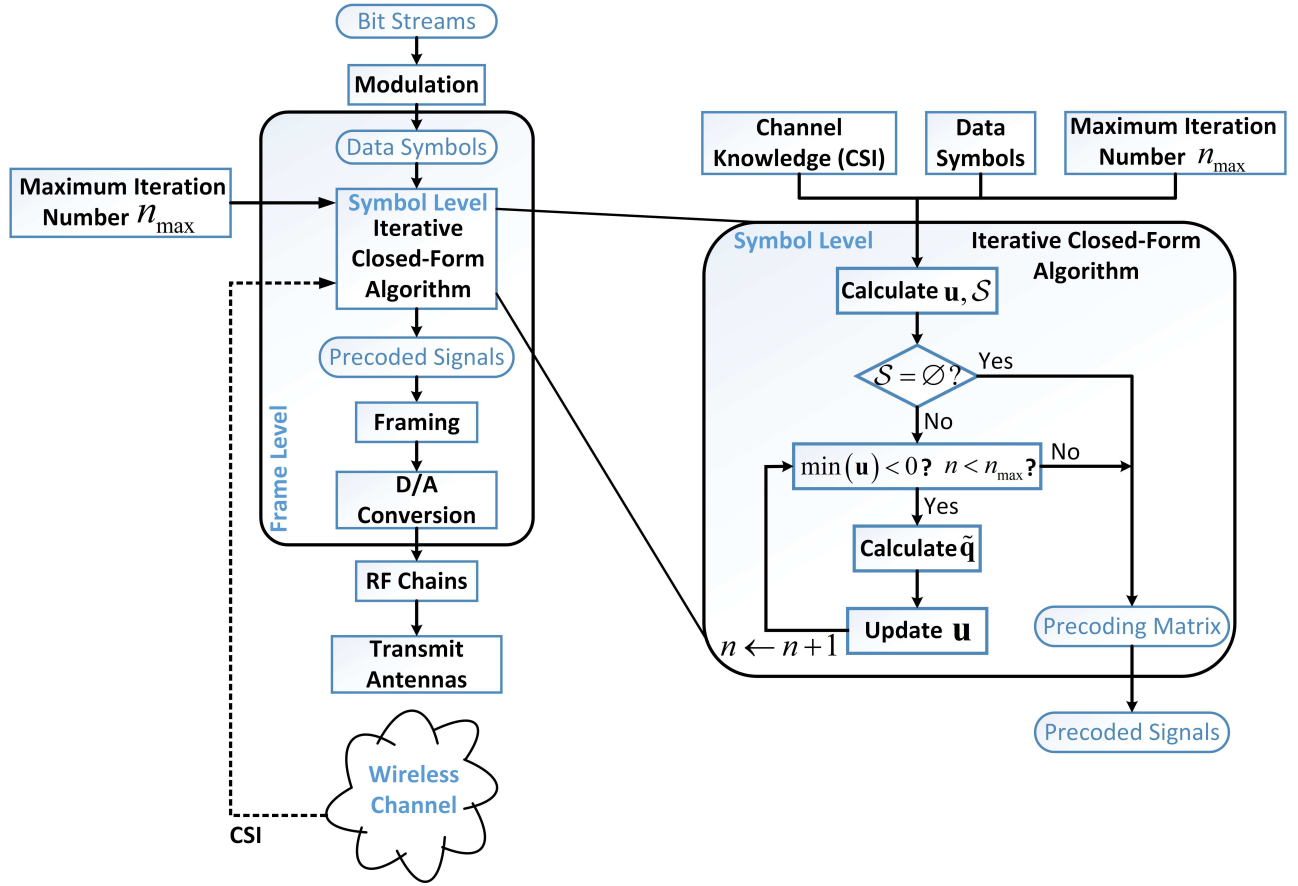 Bit Streams
Modulation
Data Symbols
Maximum Iteration
Number n_max
Symbol Level
Iterative
Closed-Form
Algorithm
Precoded Signals
Framing
D/A
Conversion
Frame Level
RF Chains
Transmit
Antennas
Wireless
Channel
CSI
Channel
Knowledge (CSI)
Data
Symbols
Maximum Iteration
Number n_max
Symbol Level
Iterative Closed-Form
Algorithm
Calculate u, 𝒮
𝒮 = ∅ ?
Yes
No
min(u) < 0 ? n < n_max ?
No
Yes
Calculate q̃
Update u
n ← n + 1
Precoding Matrix
Precoded Signals